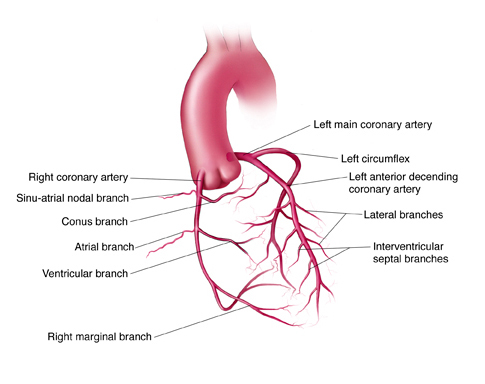 Left main coronary artery
Left circumflex
Left anterior decending
coronary artery
Lateral branches
Interventricular
septal branches
Right coronary artery
Sinu-atrial nodal branch
Conus branch
Atrial branch
Ventricular branch
Right marginal branch